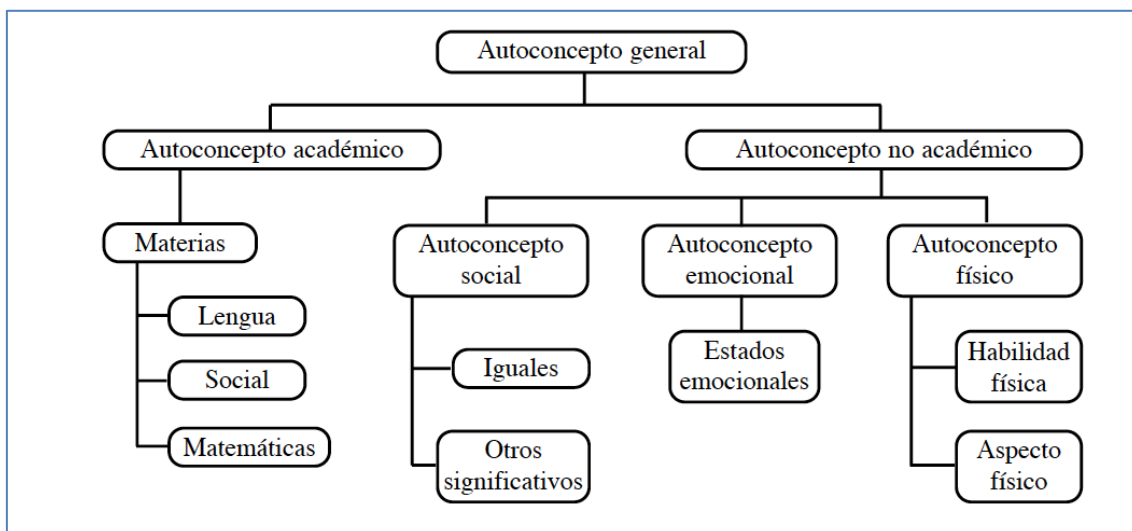 Autoconcepto general
Autoconcepto académico
Autoconcepto no académico
Materias
Lengua
Social
Matemáticas
Autoconcepto
social
Iguales
Otros
significativos
Autoconcepto
emocional
Estados
emocionales
Autoconcepto
físico
Habilidad
física
Aspecto
físico